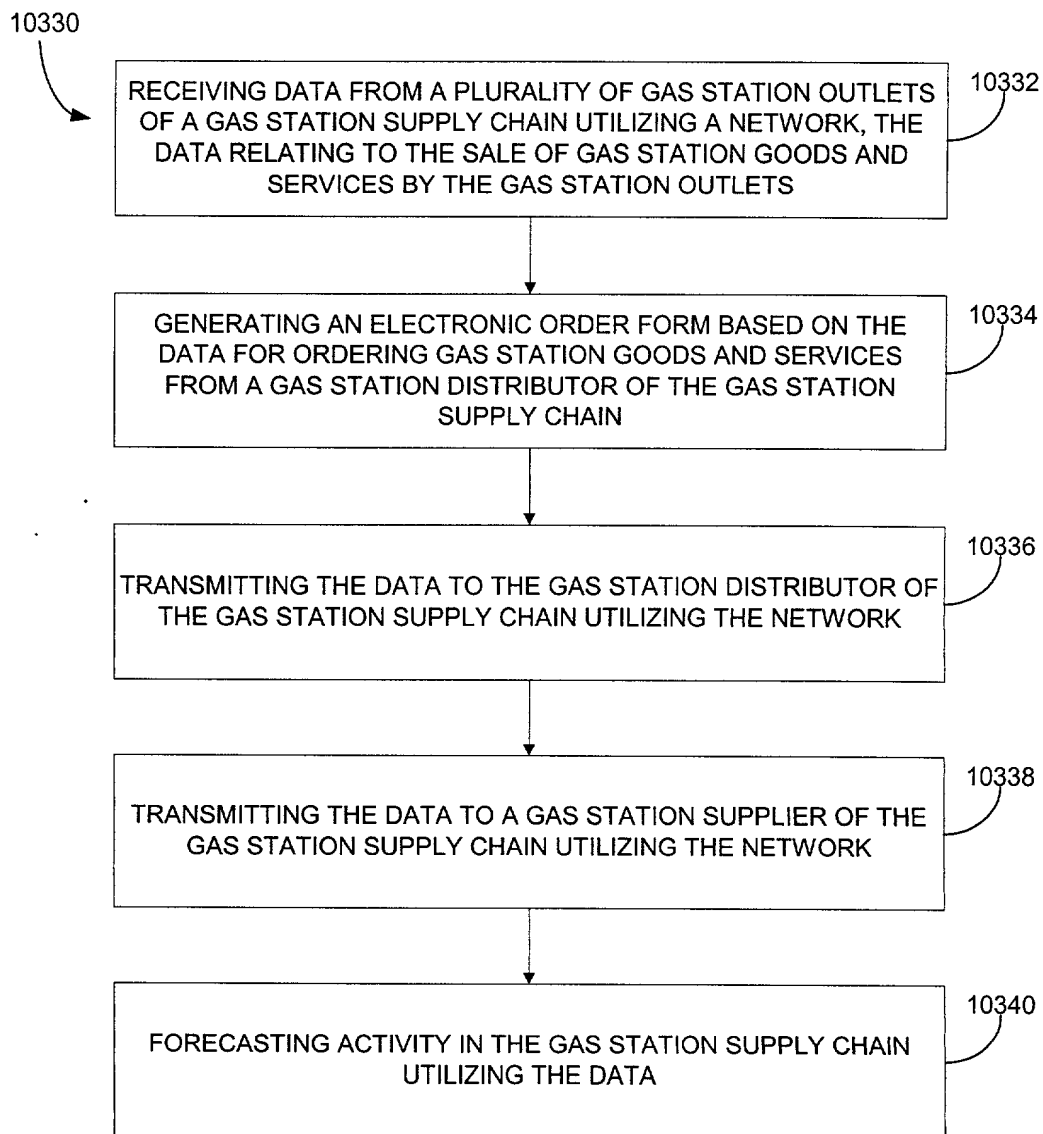 10330
RECEIVING DATA FROM A PLURALITY OF GAS STATION OUTLETS
OF A GAS STATION SUPPLY CHAIN UTILIZING A NETWORK, THE
DATA RELATING TO THE SALE OF GAS STATION GOODS AND
SERVICES BY THE GAS STATION OUTLETS
10332
GENERATING AN ELECTRONIC ORDER FORM BASED ON THE
DATA FOR ORDERING GAS STATION GOODS AND SERVICES
FROM A GAS STATION DISTRIBUTOR OF THE GAS STATION
SUPPLY CHAIN
10334
TRANSMITTING THE DATA TO THE GAS STATION DISTRIBUTOR OF
THE GAS STATION SUPPLY CHAIN UTILIZING THE NETWORK
10336
TRANSMITTING THE DATA TO A GAS STATION SUPPLIER OF THE
GAS STATION SUPPLY CHAIN UTILIZING THE NETWORK
10338
FORECASTING ACTIVITY IN THE GAS STATION SUPPLY CHAIN
UTILIZING THE DATA
10340